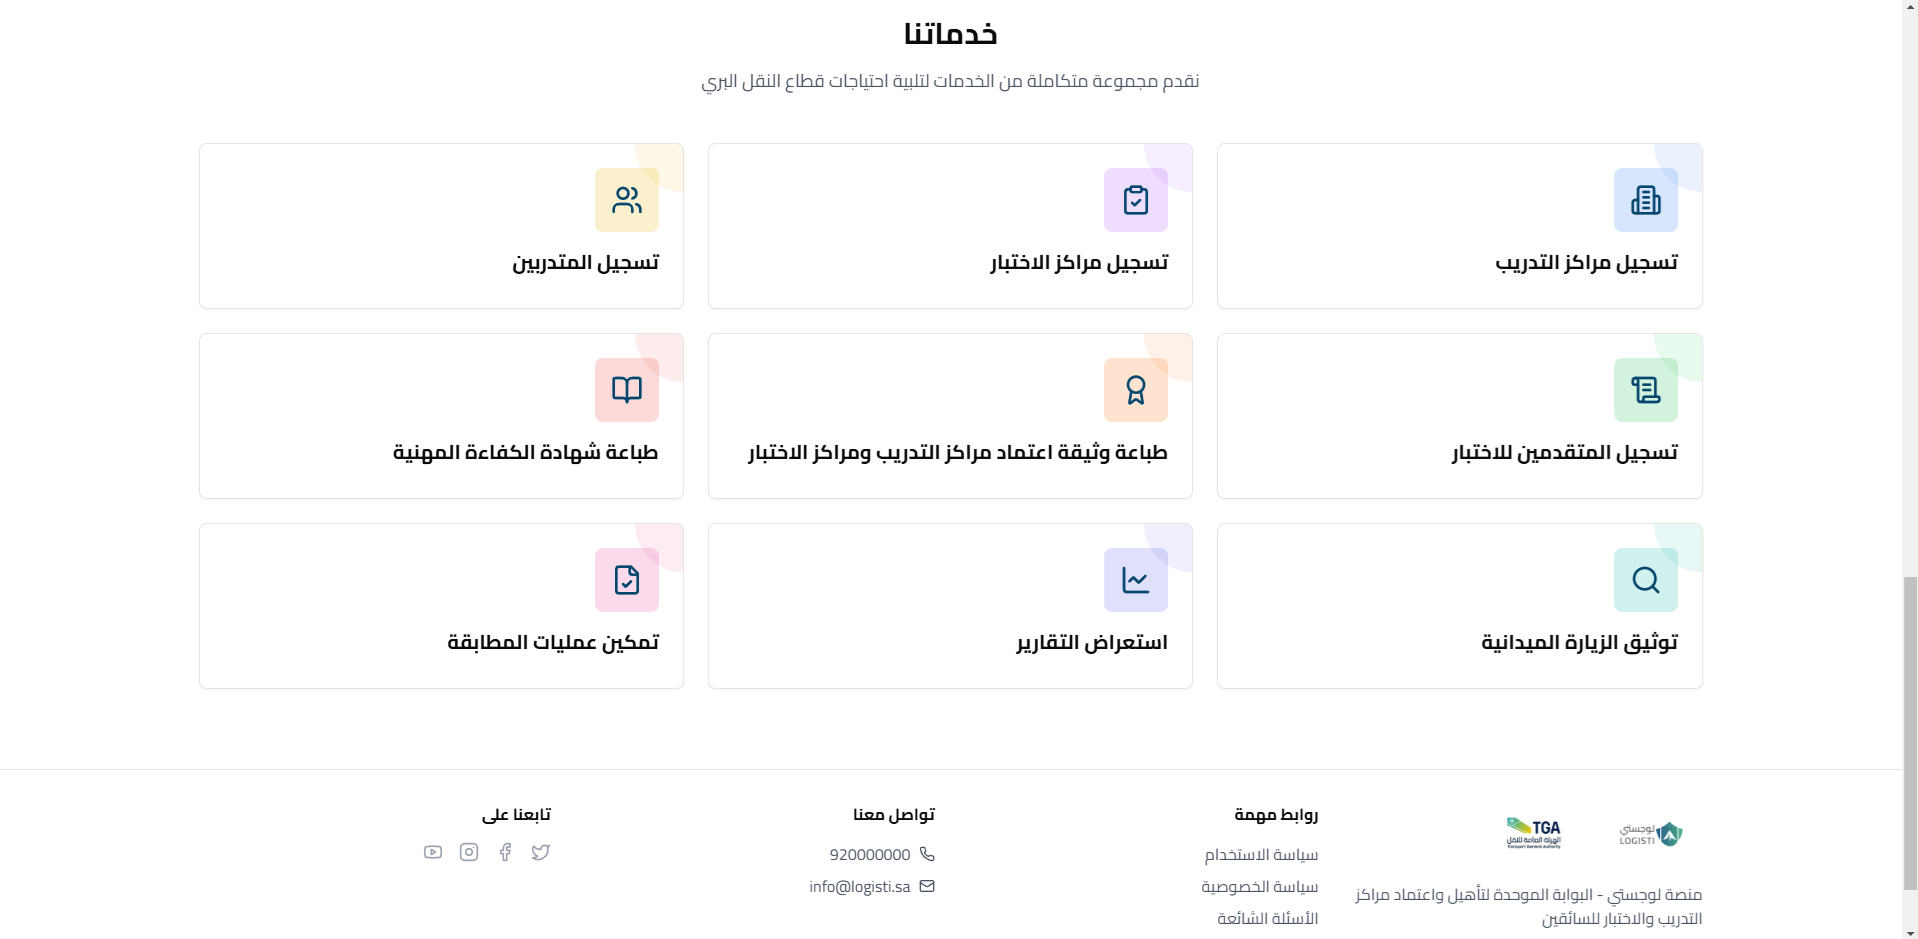 خدماتنا
نقدم مجموعة متكاملة من الخدمات لتلبية احتياجات قطاع النقل البري
تسجيل مراكز التدريب
تسجيل مراكز الاختبار
تسجيل المتدربين
تسجيل المتقدمين للاختبار
طباعة وثيقة اعتماد مراكز التدريب ومراكز الاختبار
طباعة شهادة الكفاءة المهنية
توثيق الزيارة الميدانية
استعراض التقارير
تمكين عمليات المطابقة
لوجستي
LOGISTI
TGA
الهيئة العامة للنقل
Transport General Authority
منصة لوجستي - البوابة الموحدة لتأهيل واعتماد مراكز
التدريب والاختبار للسائقين
روابط مهمة
سياسة الاستخدام
سياسة الخصوصية
الأسئلة الشائعة
تواصل معنا
920000000
info@logisti.sa
تابعنا على